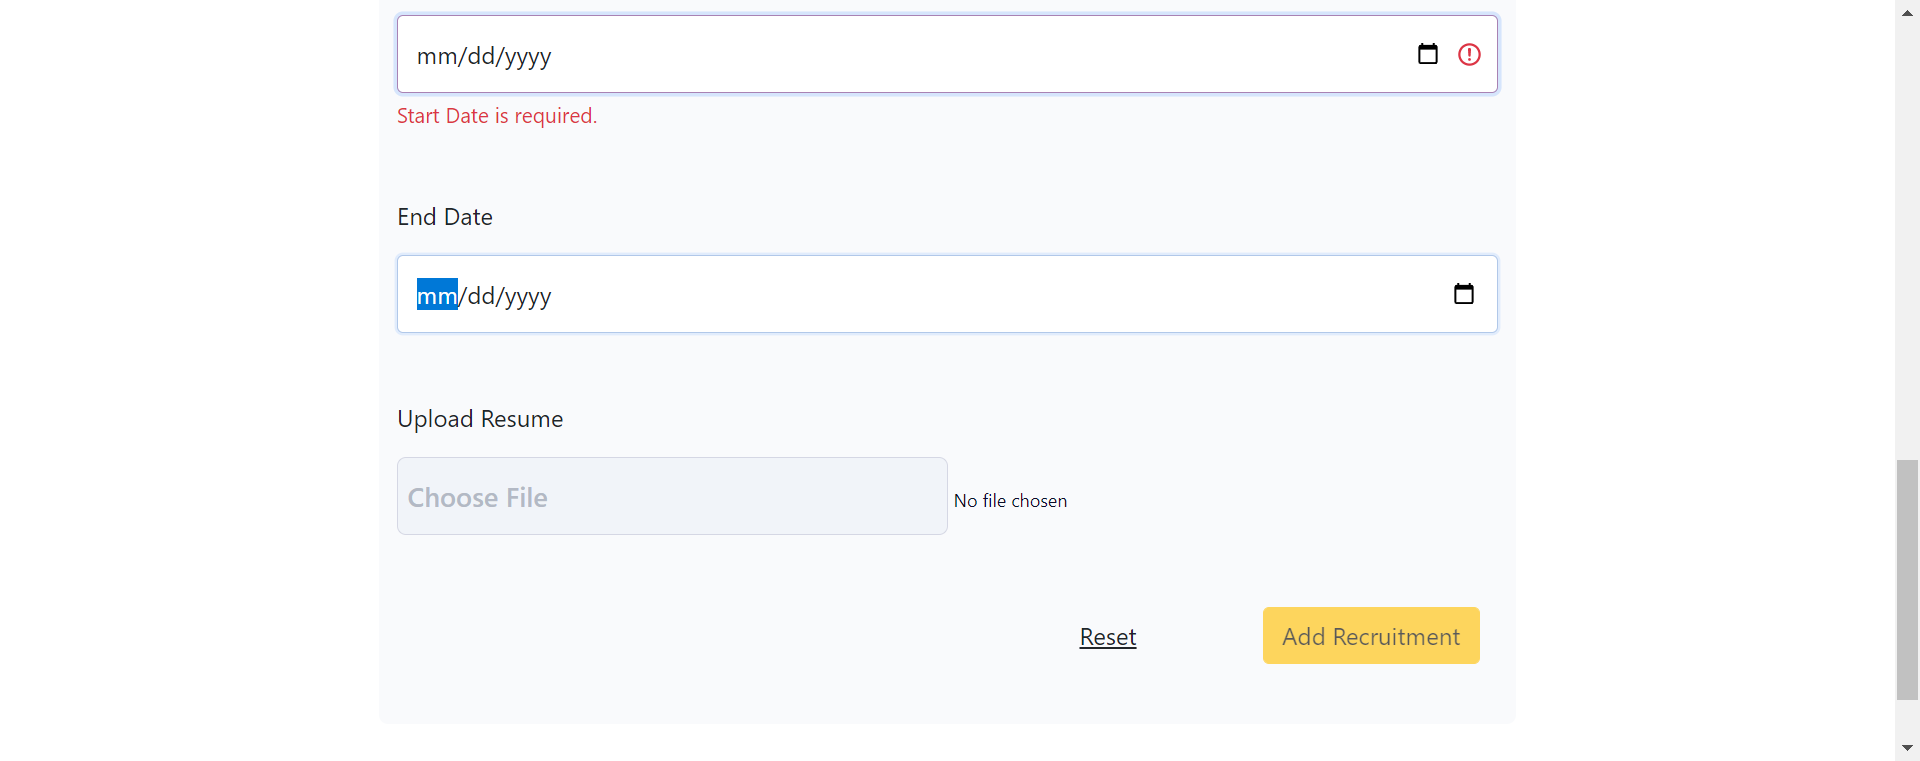 mm/dd/yyyy
Start Date is required.
End Date
mm/dd/yyyy
Upload Resume
Choose File No file chosen
Reset Add Recruitment